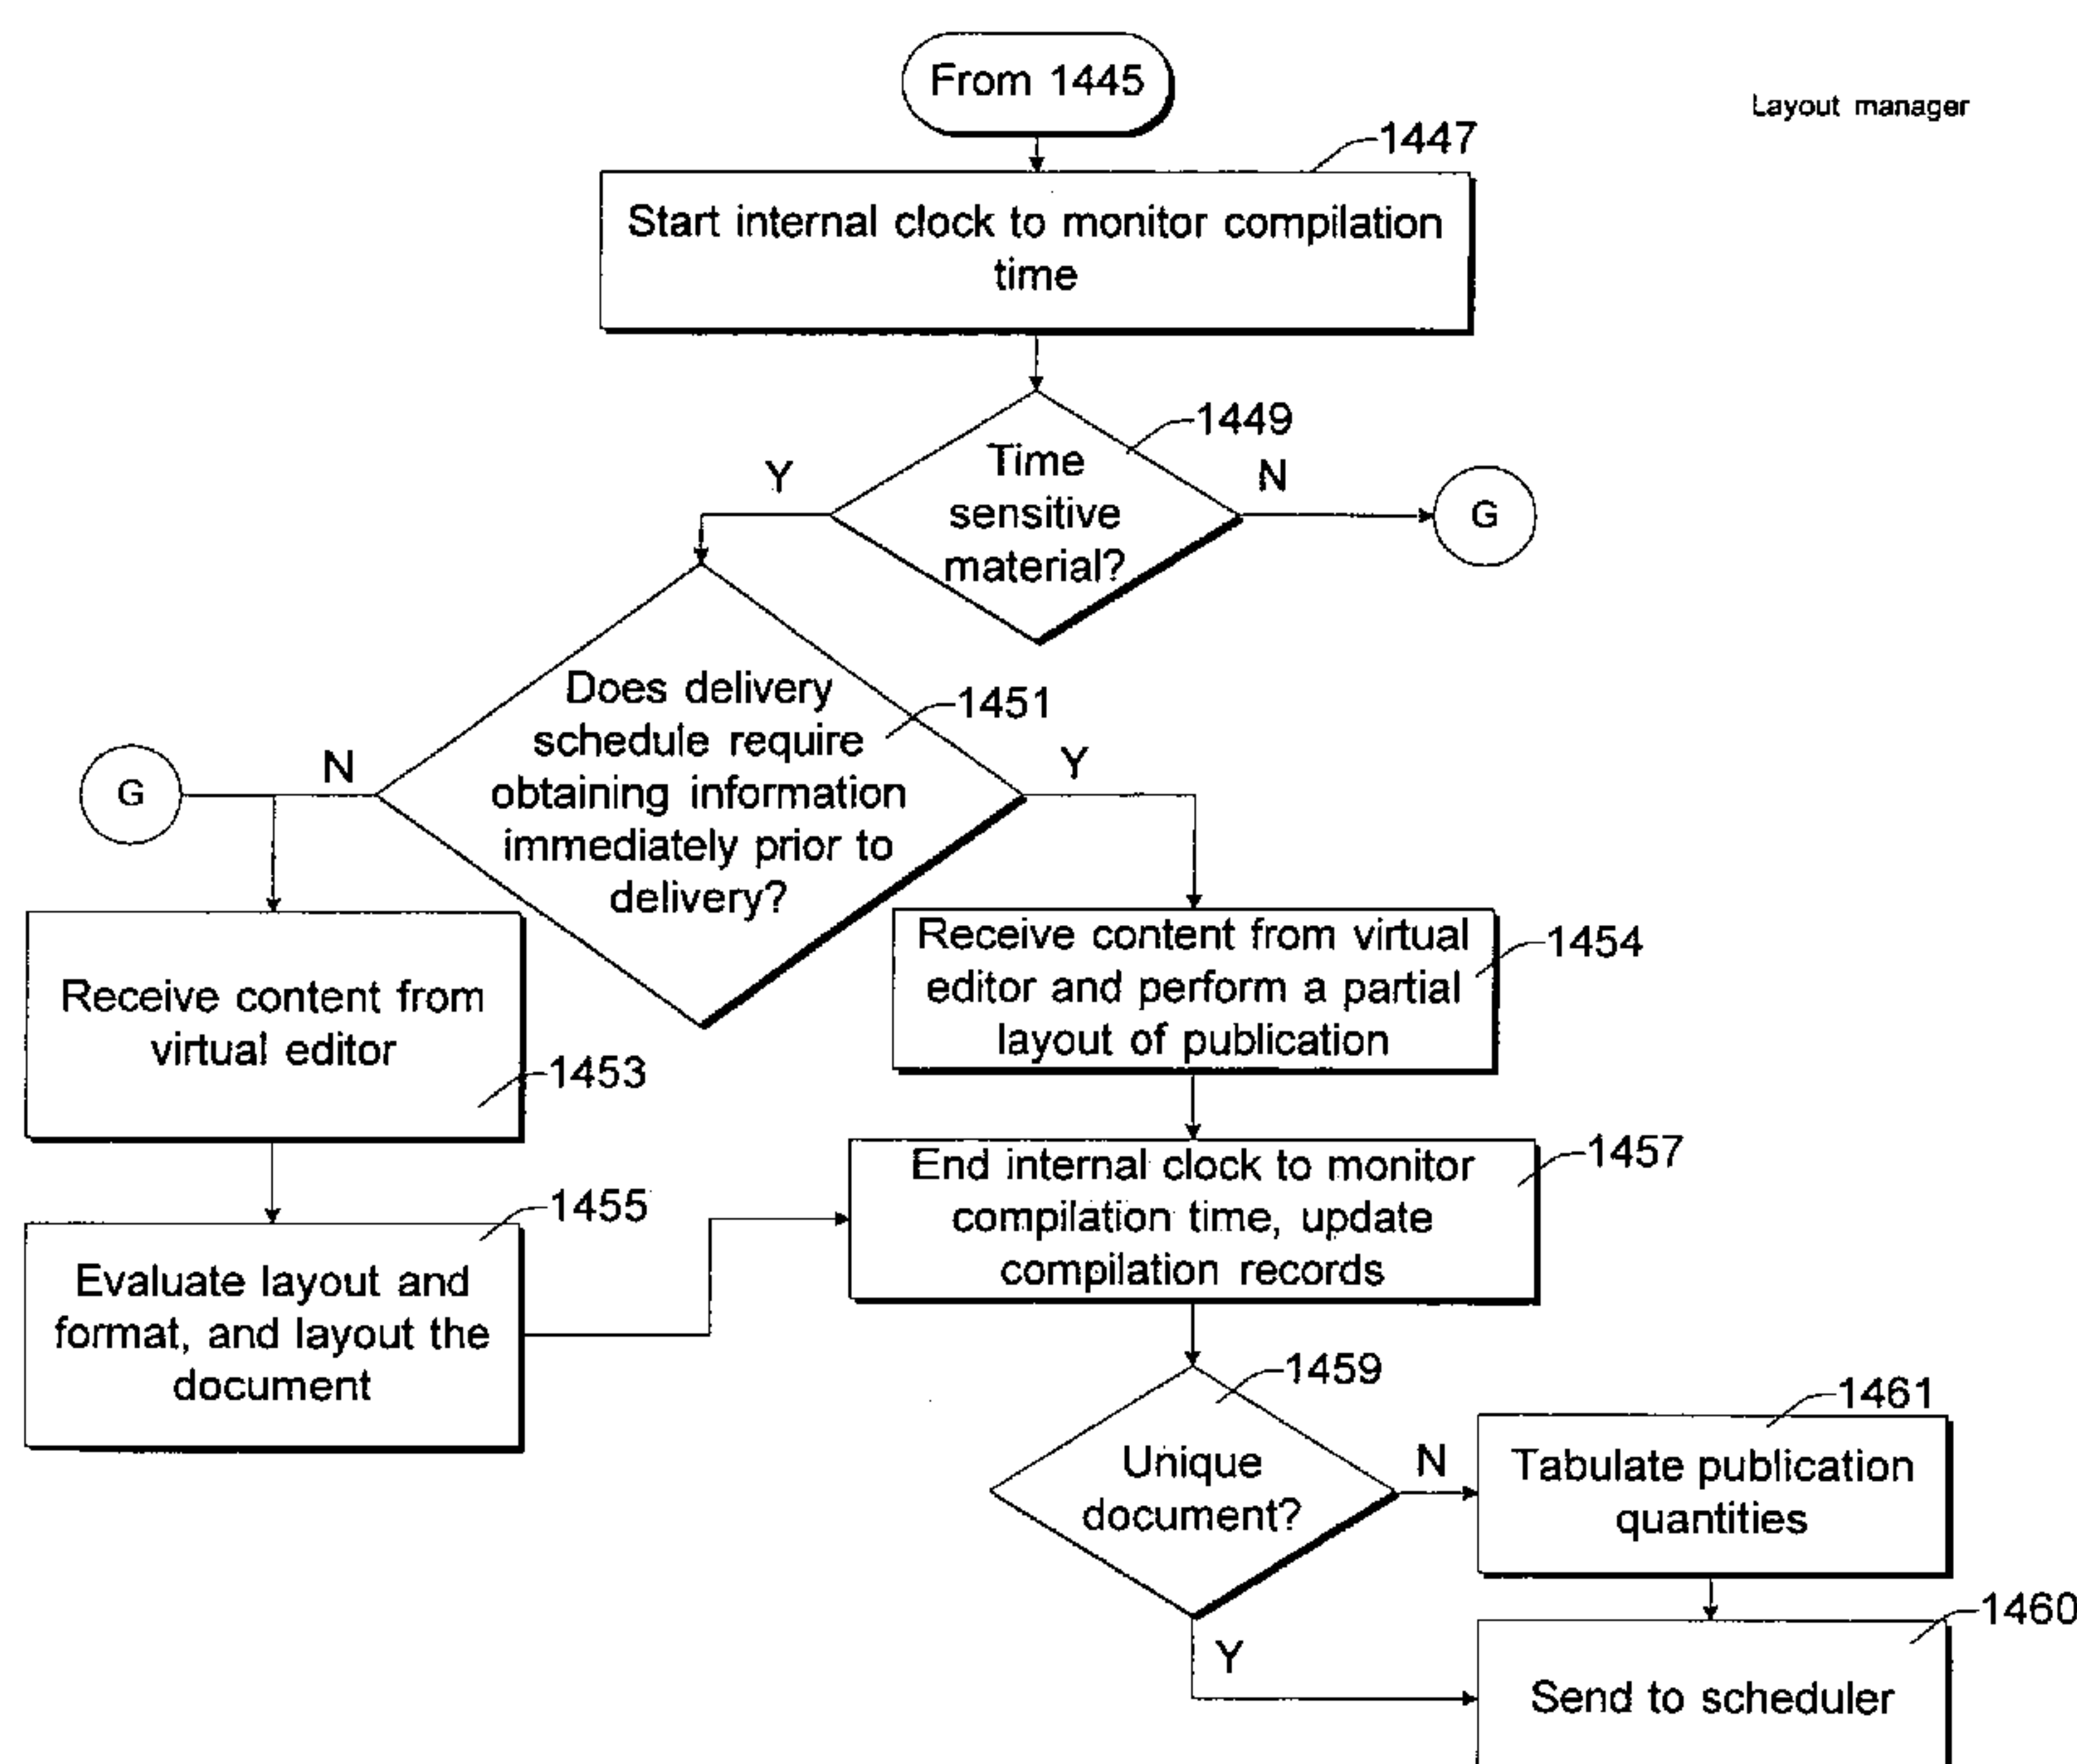 From 1445
Layout manager
1447
Start internal clock to monitor compilation
time
1449
Time
sensitive
material?
Y
N
G
Does delivery
schedule require
obtaining information
immediately prior to
delivery?
1451
G
N
Y
Receive content from
virtual editor
1453
Receive content from virtual
editor and perform a partial
layout of publication
1454
End internal clock to monitor
compilation time, update
compilation records
1457
1455
Evaluate layout and
format, and layout the
document
1459
Unique
document?
N
Y
1461
Tabulate publication
quantities
1460
Send to scheduler